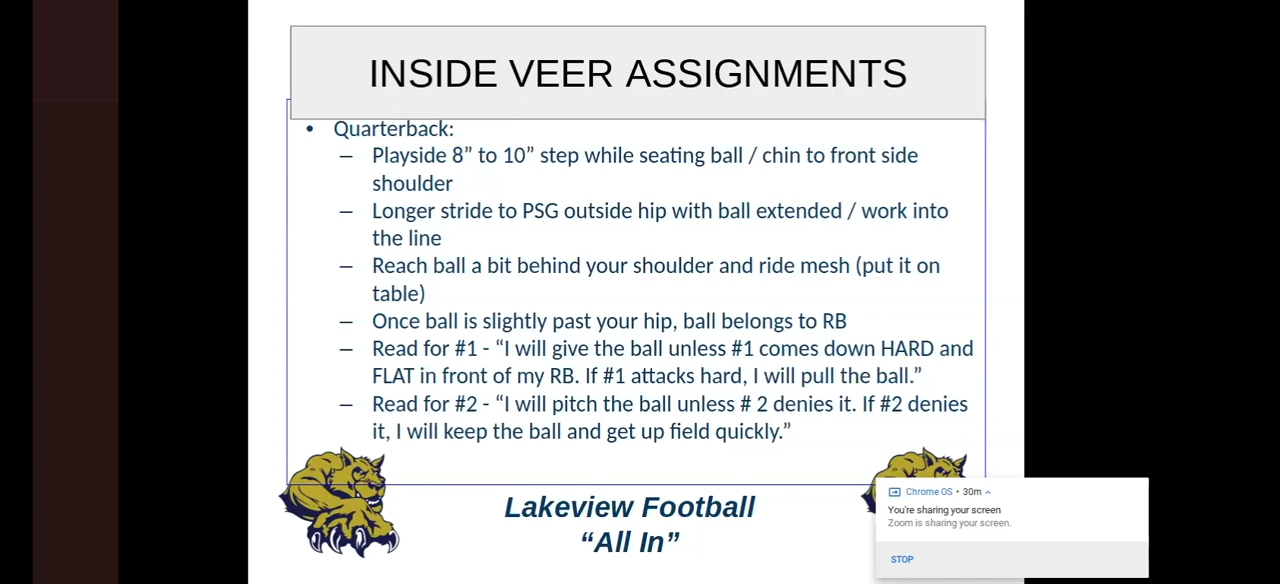 INSIDE VEER ASSIGNMENTS
• Quarterback:
– Playside 8” to 10” step while seating ball / chin to front side
shoulder
– Longer stride to PSG outside hip with ball extended / work into
the line
– Reach ball a bit behind your shoulder and ride mesh (put it on
table)
– Once ball is slightly past your hip, ball belongs to RB
– Read for #1 - “I will give the ball unless #1 comes down HARD and
FLAT in front of my RB. If #1 attacks hard, I will pull the ball.”
– Read for #2 - “I will pitch the ball unless # 2 denies it. If #2 denies
it, I will keep the ball and get up field quickly.”
Lakeview Football
“All In”
Chrome OS • 30m
You're sharing your screen
Zoom is sharing your screen.
STOP